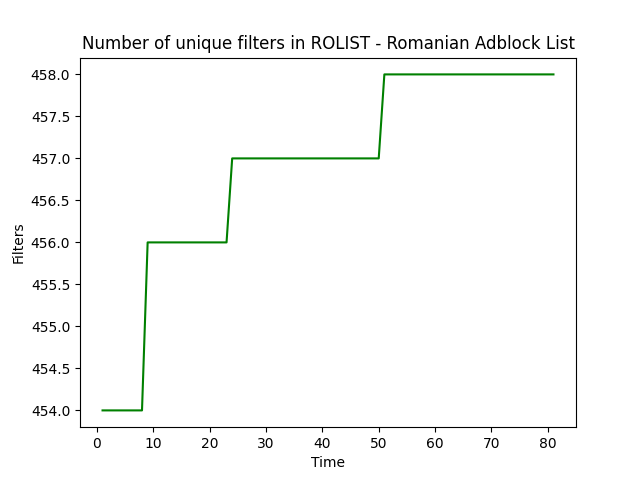 Number of unique filters in ROLIST - Romanian Adblock List
458.0
457.5
457.0
456.5
456.0
455.5
455.0
454.5
454.0
Filters
0 10 20 30 40 50 60 70 80
Time